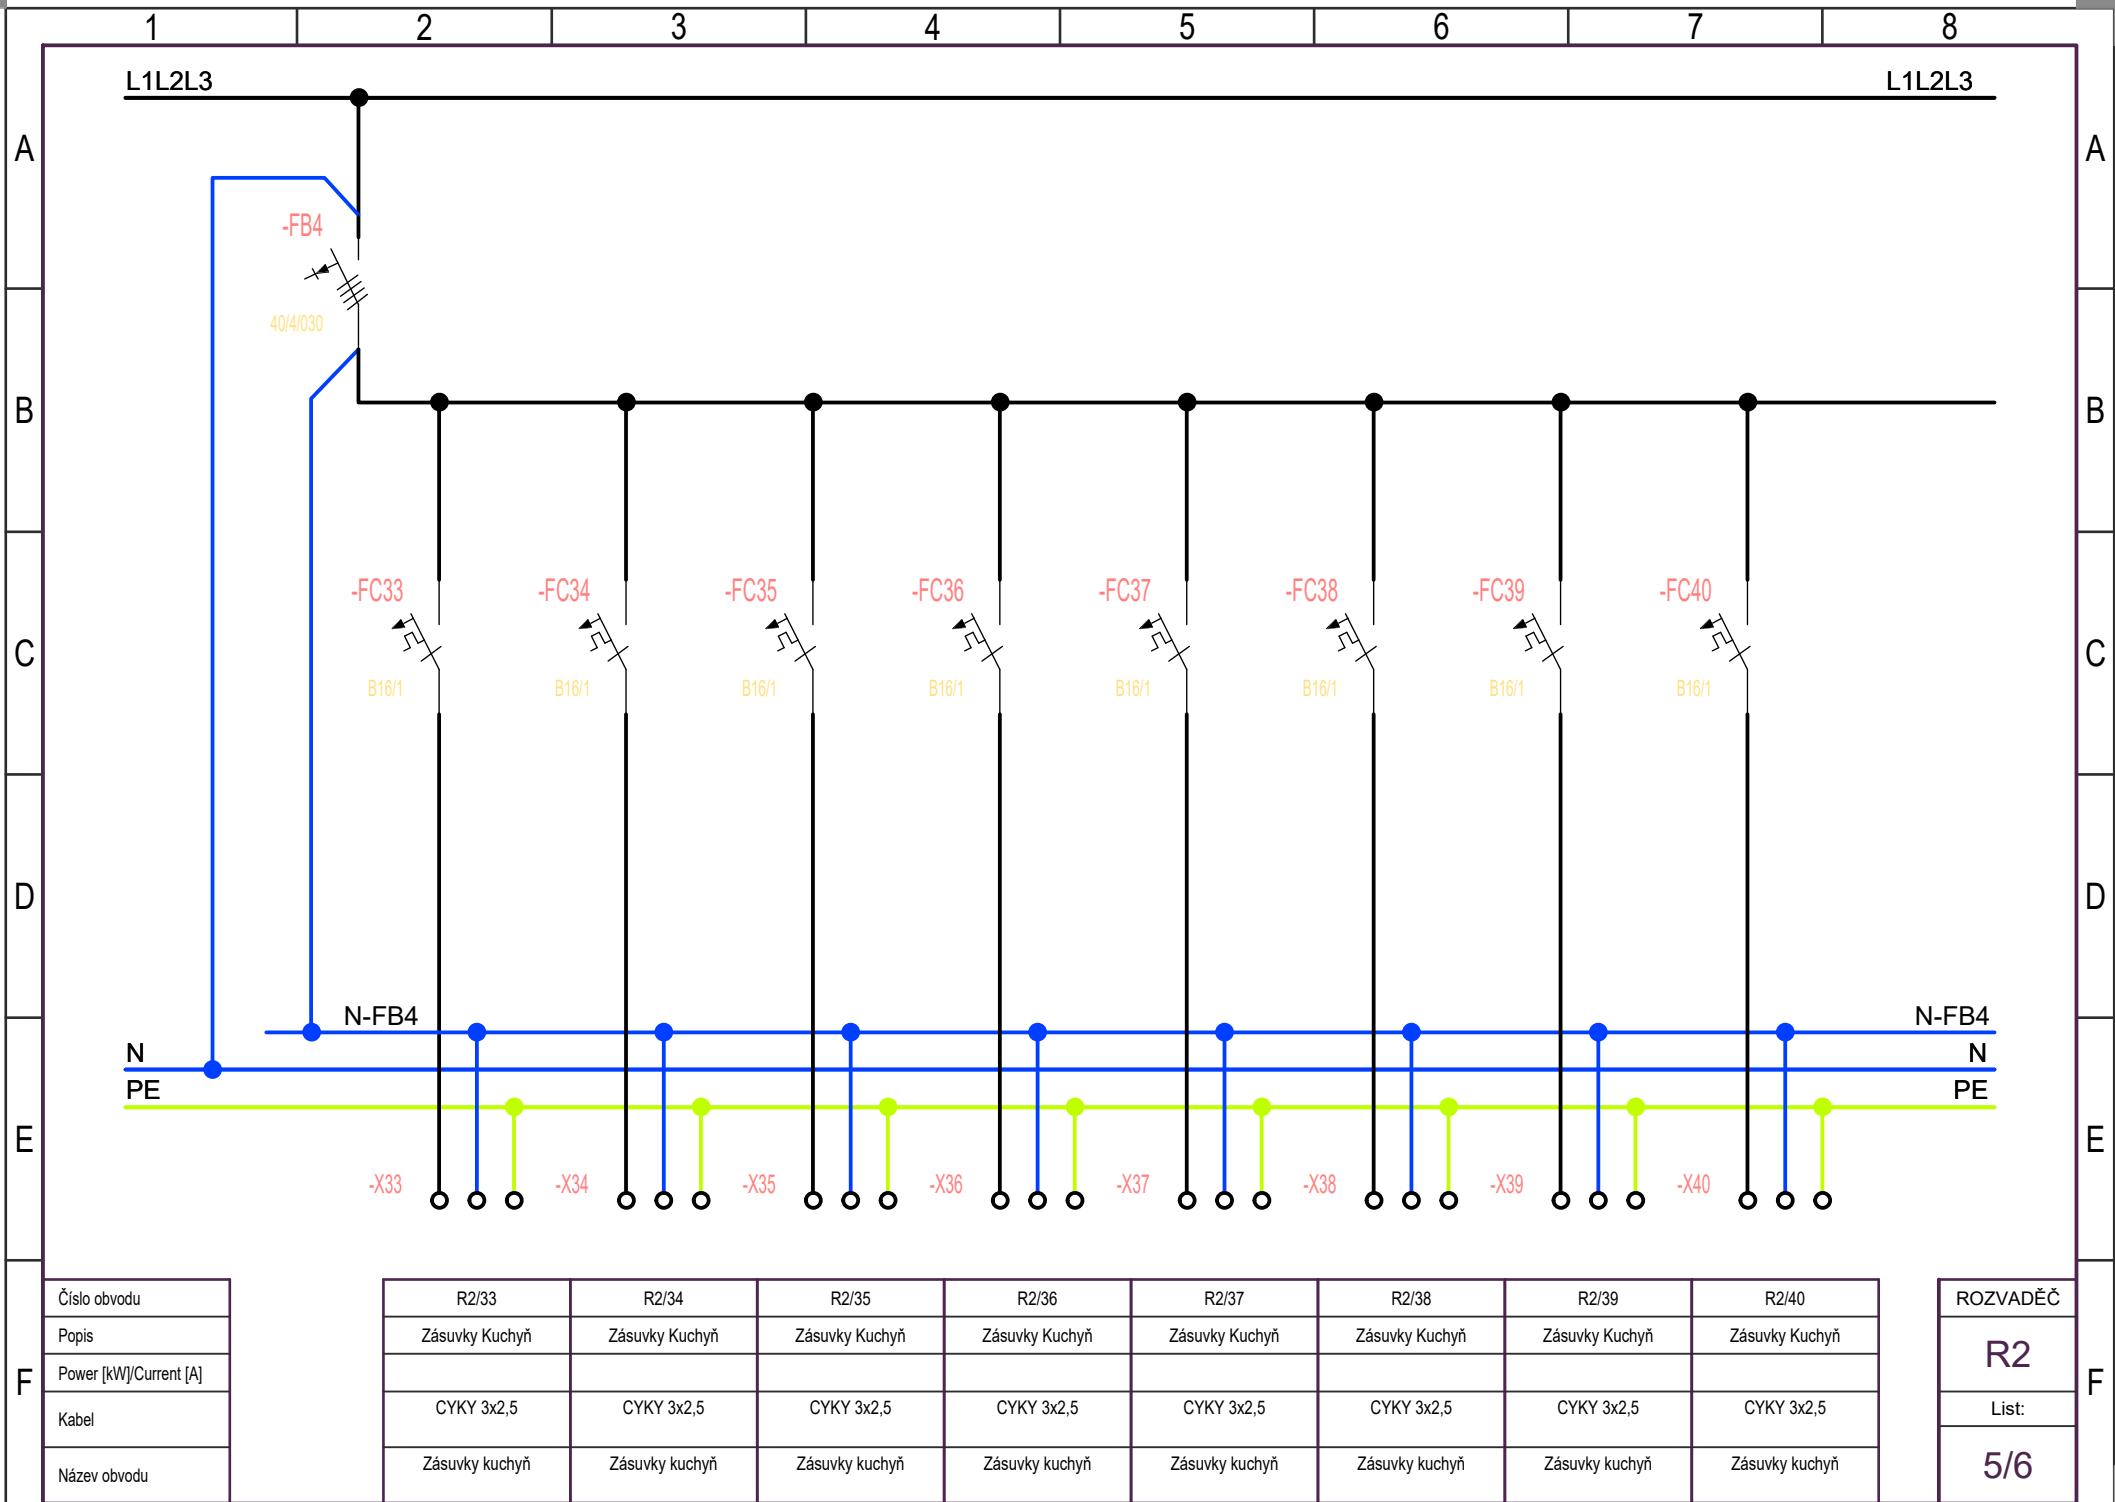 1 2 3 4 5 6 7 8
L1L2L3 L1L2L3
A A
-FB4
40/4/030
B B
-FC33 -FC34 -FC35 -FC36 -FC37 -FC38 -FC39 -FC40
C C
B16/1 B16/1 B16/1 B16/1 B16/1 B16/1 B16/1 B16/1
D D
N-FB4 N-FB4
N N
PE PE
E E
-X33 -X34 -X35 -X36 -X37 -X38 -X39 -X40
Číslo obvodu R2/33 R2/34 R2/35 R2/36 R2/37 R2/38 R2/39 R2/40 ROZVADĚČ
Popis Zásuvky Kuchyň Zásuvky Kuchyň Zásuvky Kuchyň Zásuvky Kuchyň Zásuvky Kuchyň Zásuvky Kuchyň Zásuvky Kuchyň Zásuvky Kuchyň
R2
Power [kW]/Current [A]
F F
Kabel CYKY 3x2,5 CYKY 3x2,5 CYKY 3x2,5 CYKY 3x2,5 CYKY 3x2,5 CYKY 3x2,5 CYKY 3x2,5 CYKY 3x2,5 List:
Název obvodu Zásuvky kuchyň Zásuvky kuchyň Zásuvky kuchyň Zásuvky kuchyň Zásuvky kuchyň Zásuvky kuchyň Zásuvky kuchyň Zásuvky kuchyň 5/6